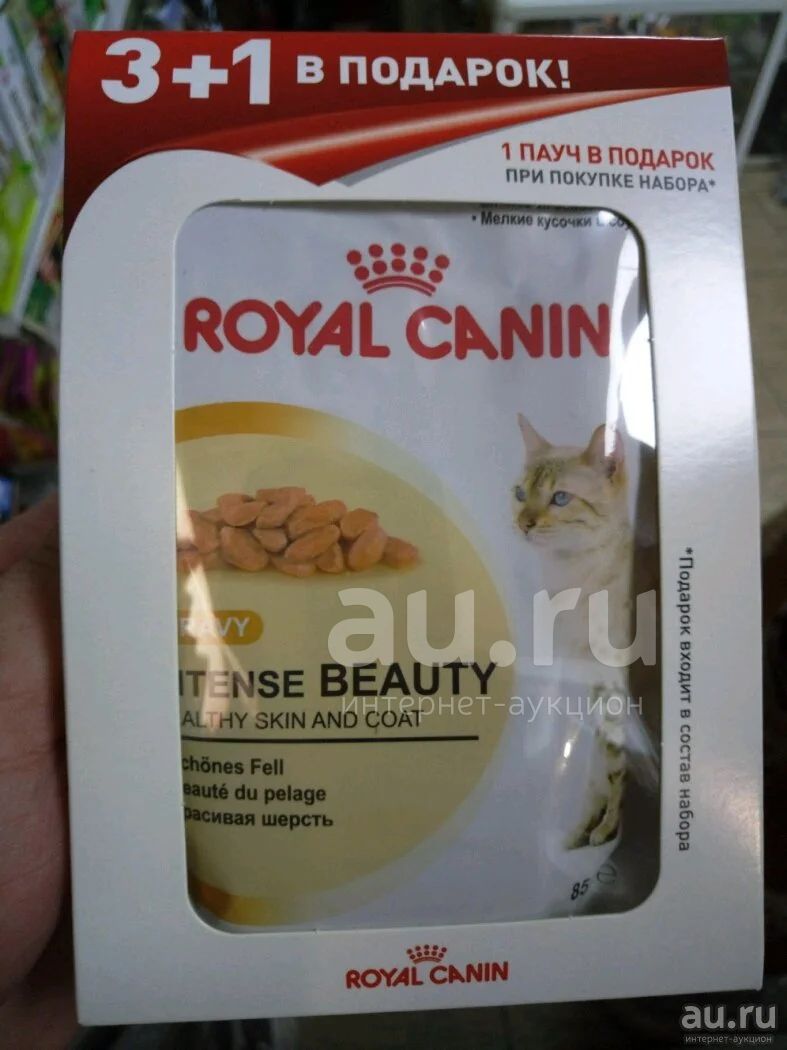 3+1 В ПОДАРОК!
1 ПАУЧ В ПОДАРОК
ПРИ ПОКУПКЕ НАБОРА*
• Мелкие кусочки в
ROYAL CANIN
AVY
TENSE BEAUTY
ALTHY SKIN AND COAT
chönes Fell
eauté du pelage
расивая шерсть
85
*Подарок входит в состав набора
ROYAL CANIN
au.ru
интернет-аукцион
au.ru
интернет-аукцион